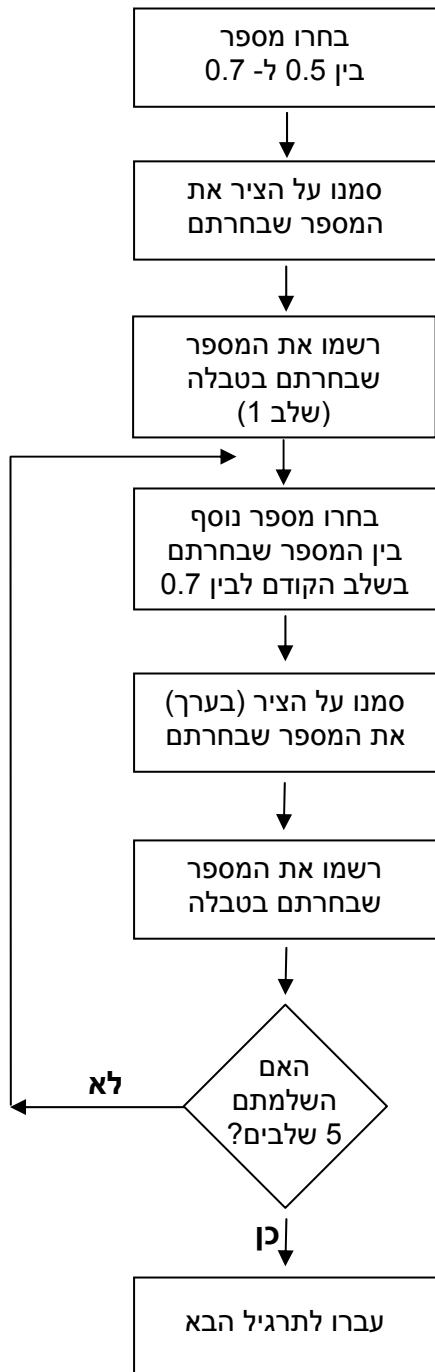 בחרו מספר
בין 0.5 ל- 0.7
סמנו על הציר את
המספר שבחרתם
רשמו את המספר
שבחרתם בטבלה
(שלב 1)
בחרו מספר נוסף
בין המספר שבחרתם
בשלב הקודם לבין 0.7
סמנו על הציר (בערך)
את המספר שבחרתם
רשמו את המספר
שבחרתם בטבלה
האם
השלמתם
5 שלבים?
לא
כן
עברו לתרגיל הבא